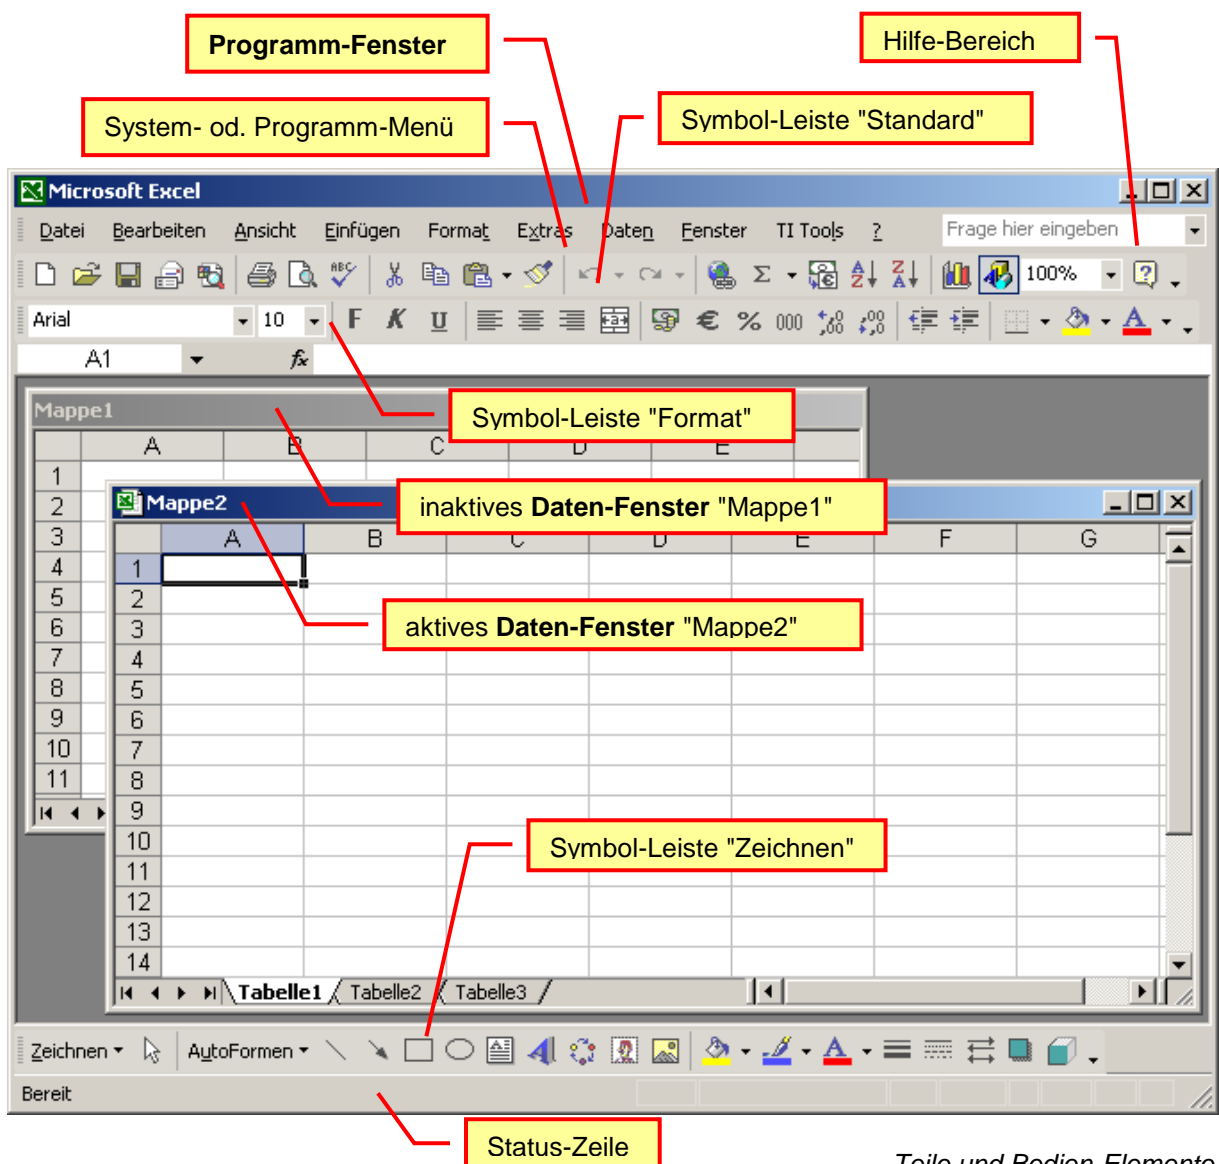 Programm-Fenster
Hilfe-Bereich
System- od. Programm-Menü
Symbol-Leiste "Standard"
Microsoft Excel
Datei Bearbeiten Ansicht Einfügen Format Extras Daten Fenster TI Tools ? Frage hier eingeben
ABC Σ A Z Z A 100% ?
Arial 10 F K U a € % 000 A
A1 fx
Symbol-Leiste "Format"
Mappe1
A B C D E
inaktives Daten-Fenster "Mappe1"
Mappe2
A B C D E F G
aktives Daten-Fenster "Mappe2"
1
2
3
4
5
6
7
8
9
10
11
1
2
3
4
5
6
7
8
9
10
11
12
13
14
Symbol-Leiste "Zeichnen"
Tabelle1 Tabelle2 Tabelle3
Zeichnen AutoFormen A A
Bereit
Status-Zeile
Teile und Bedien-Elemente